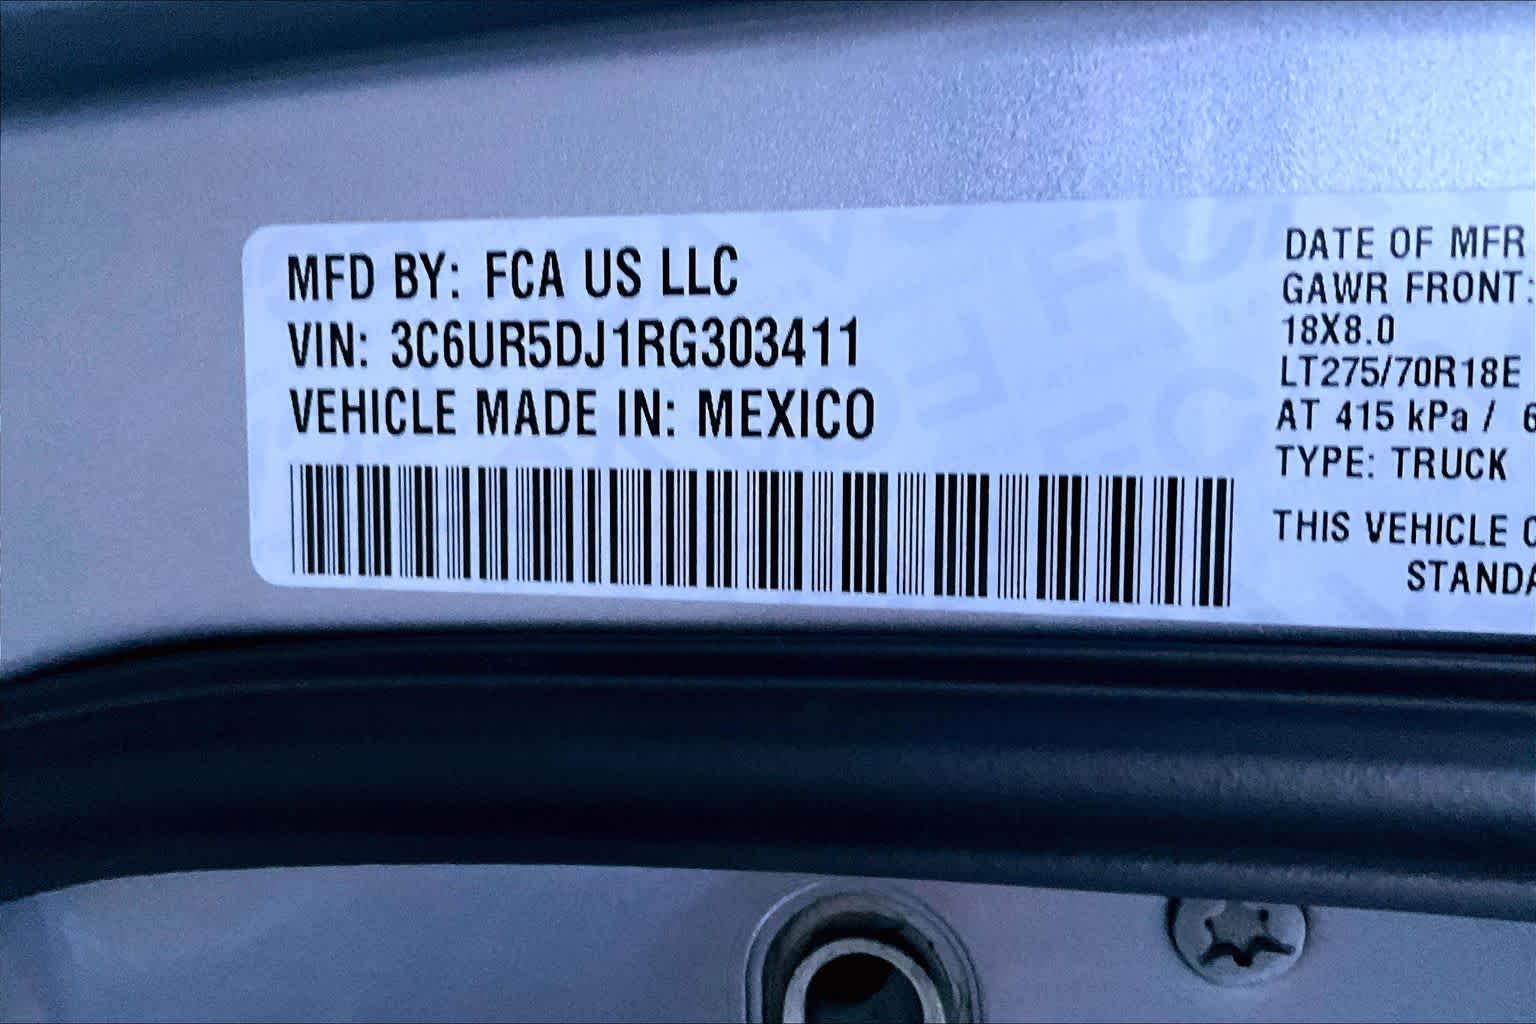 MFD BY: FCA US LLC
VIN: 3C6UR5DJ1RG303411
VEHICLE MADE IN: MEXICO
DATE OF MFR
GAWR FRONT:
18X8.0
LT275/70R18E
AT 415 kPa / 6
TYPE: TRUCK
THIS VEHICLE